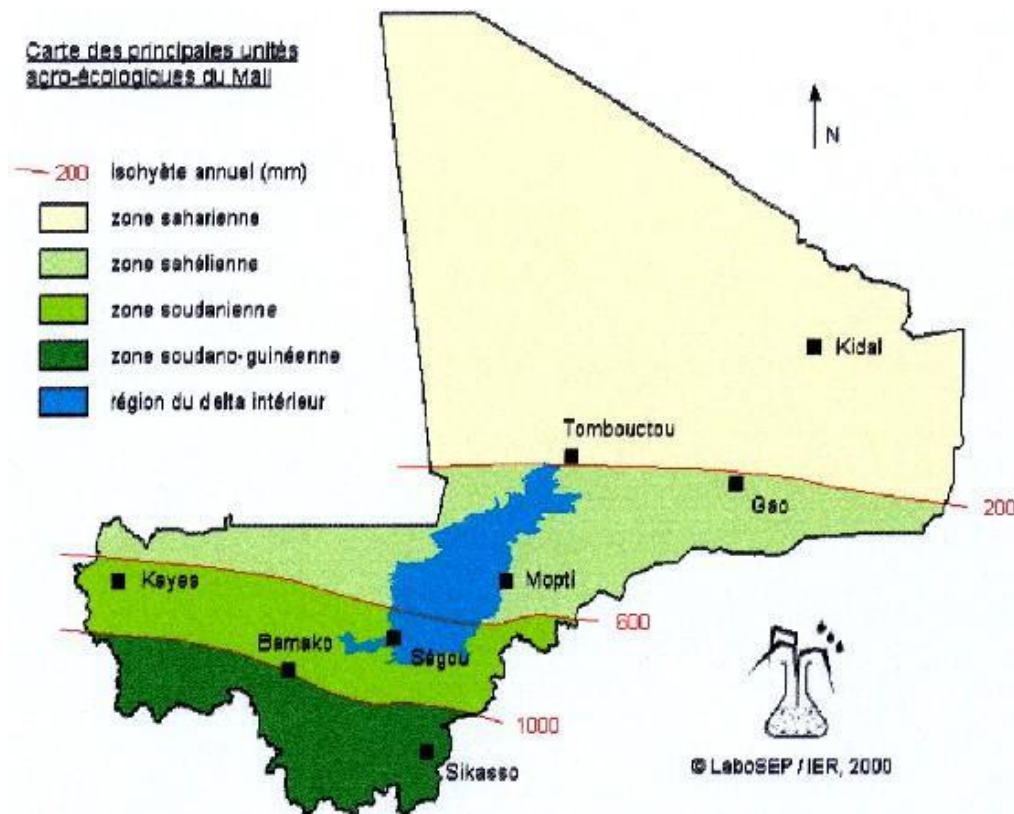 Carte des principales unités
agro-écologiques du Mali
N
200 isohyète annuel (mm)
zone saharienne
zone sahélienne
zone soudanienne
zone soudano-guinéenne
région du delta intérieur
Kidal
Tombouctou
Gao
200
Kayes
Mopti
600
Bamako
Ségou
1000
Sikasso
© LaboSEP / IER, 2000